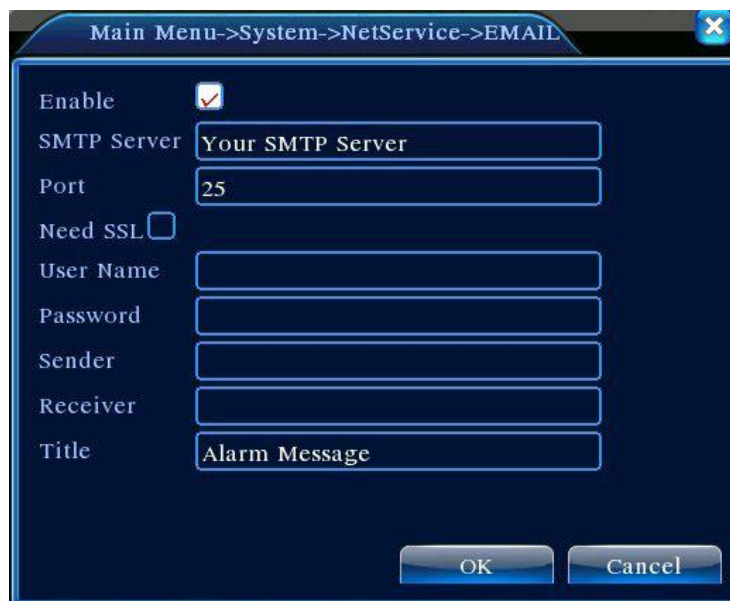 Main Menu->System->NetService->EMAIL
Enable
SMTP Server Your SMTP Server
Port 25
Need SSL
User Name
Password
Sender
Receiver
Title Alarm Message
OK Cancel